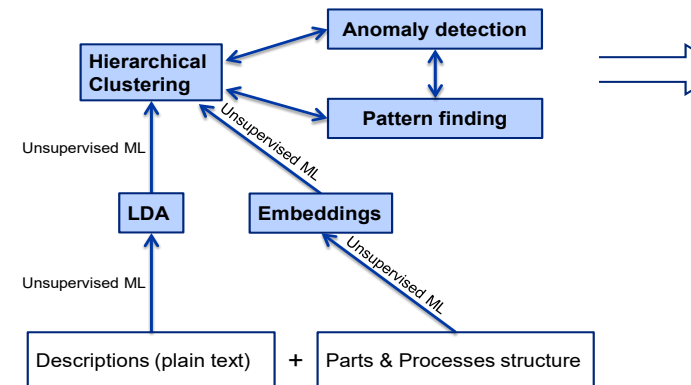 Anomaly detection
Hierarchical
Clustering
Pattern finding
Unsupervised ML
Unsupervised ML
LDA
Embeddings
Unsupervised ML
Unsupervised ML
Descriptions (plain text) + Parts & Processes structure